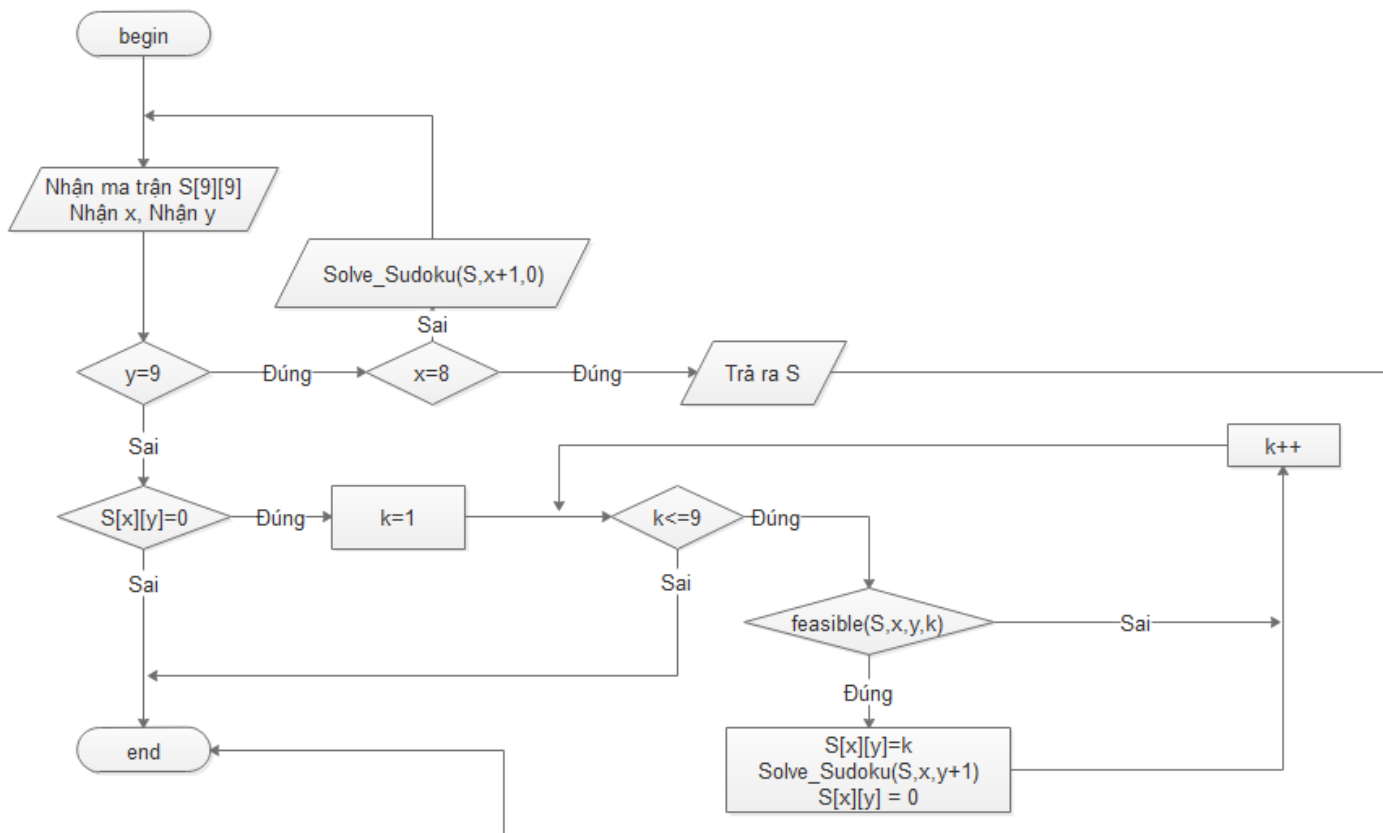 begin
Nhận ma trận S[9][9]
Nhận x, Nhận y
Solve_Sudoku(S,x+1,0)
Sai
y=9
Đúng
x=8
Đúng
Trả ra S
Sai
k++
S[x][y]=0
Đúng
k=1
k<=9
Đúng
Sai
Sai
feasible(S,x,y,k)
Sai
Đúng
end
S[x][y]=k
Solve_Sudoku(S,x,y+1)
S[x][y] = 0